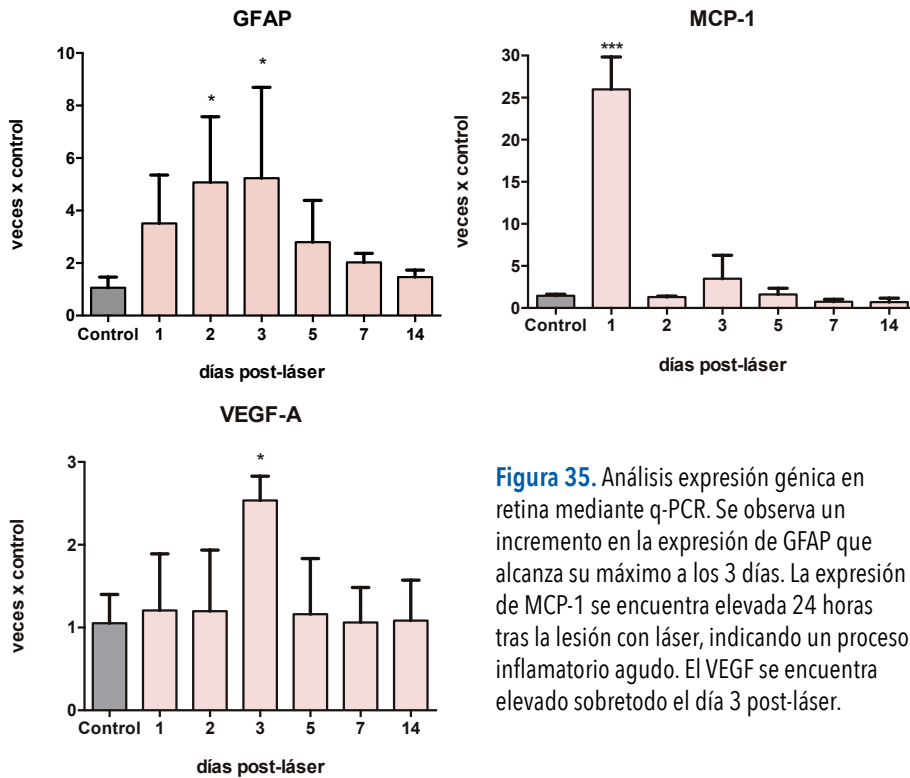 GFAP
*
*
10
8
6
4
2
0
veces x control
Control 1 2 3 5 7 14
días post-láser
MCP-1
***
30
25
20
15
10
5
0
veces x control
Control 1 2 3 5 7 14
días post-láser
VEGF-A
*
3
2
1
0
veces x control
Control 1 2 3 5 7 14
días post-láser
Figura 35. Análisis expresión génica en
retina mediante q-PCR. Se observa un
incremento en la expresión de GFAP que
alcanza su máximo a los 3 días. La expresión
de MCP-1 se encuentra elevada 24 horas
tras la lesión con láser, indicando un proceso
inflamatorio agudo. El VEGF se encuentra
elevado sobretodo el día 3 post-láser.